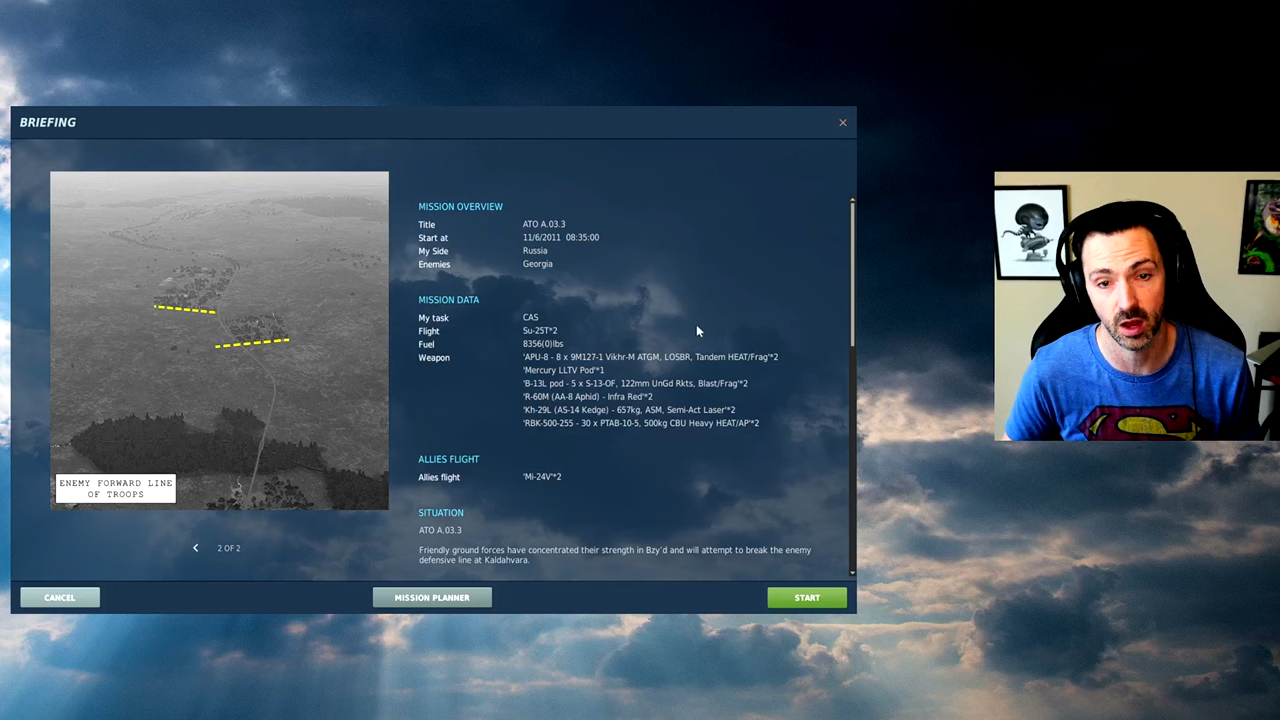 BRIEFING
ENEMY FORWARD LINE
OF TROOPS
2 OF 2
MISSION OVERVIEW
Title ATO A.03.3
Start at 11/6/2011 08:35:00
My Side Russia
Enemies Georgia
MISSION DATA
My task CAS
Flight Su-25T*2
Fuel 8356(0)lbs
Weapon 'APU-8 - 8 x 9M127-1 Vikhr-M ATGM, LOSBR, Tandem HEAT/Frag'*2
'Mercury LLTV Pod'*1
'B-13L pod - 5 x S-13-OF, 122mm UnGd Rkts, Blast/Frag'*2
'R-60M (AA-8 Aphid) - Infra Red'*2
'Kh-29L (AS-14 Kedge) - 657kg, ASM, Semi-Act Laser'*2
'RBK-500-255 - 30 x PTAB-10-5, 500kg CBU Heavy HEAT/AP'*2
ALLIES FLIGHT
Allies flight 'Mi-24V'*2
SITUATION
ATO A.03.3
Friendly ground forces have concentrated their strength in Bzy'd and will attempt to break the enemy
defensive line at Kaldahvara.
CANCEL
MISSION PLANNER
START